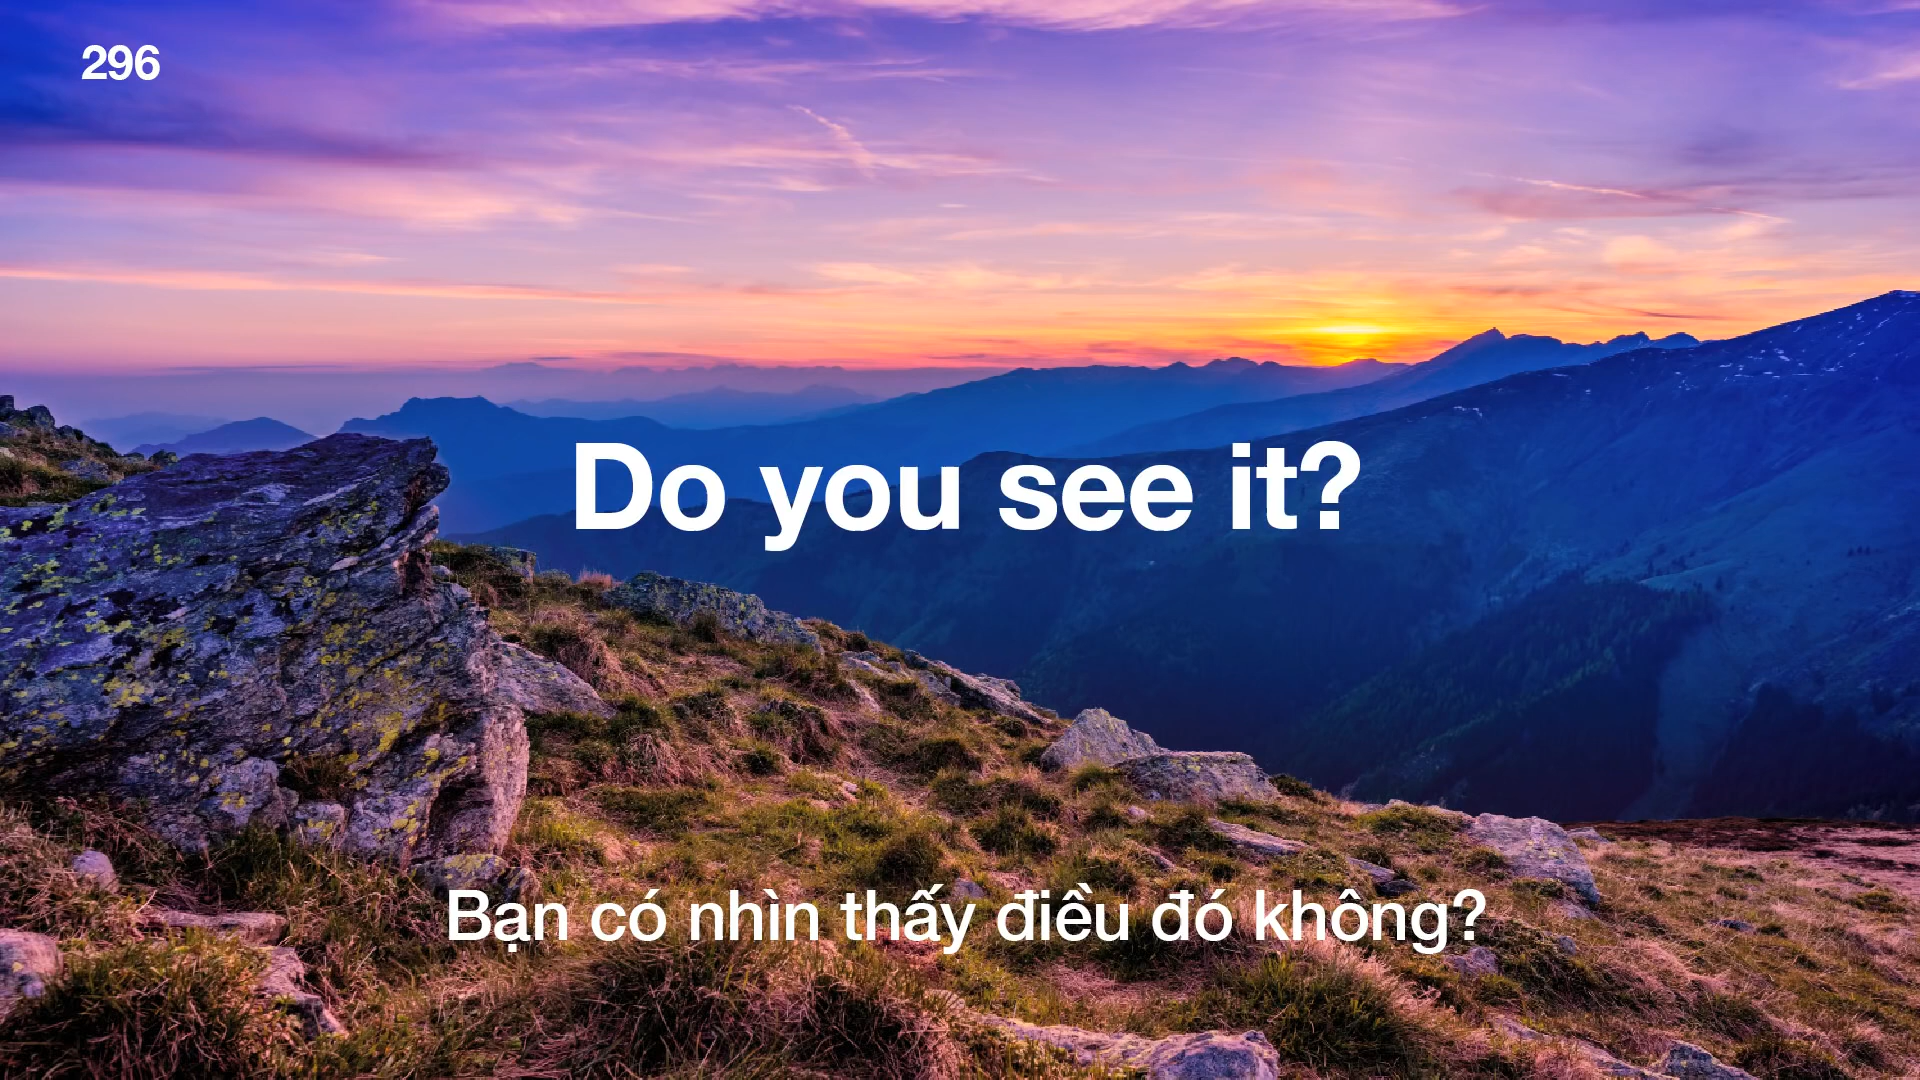 296
Do you see it?
Bạn có nhìn thấy điều đó không?